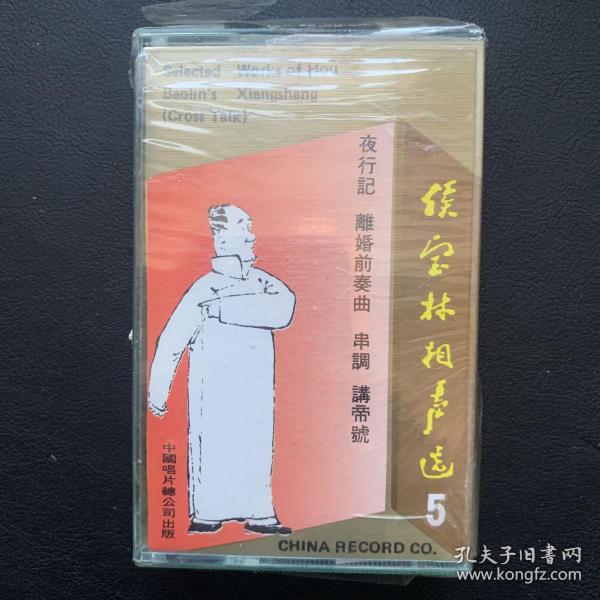 Selected Works of Hou
Baolin's Xiangsheng
(Cross Talk)
侯宝林相声选
5
夜行記 離婚前奏曲 串調 講帝號
中國唱片總公司出版
CHINA RECORD CO.
孔夫子旧书网
www.kongfz.com